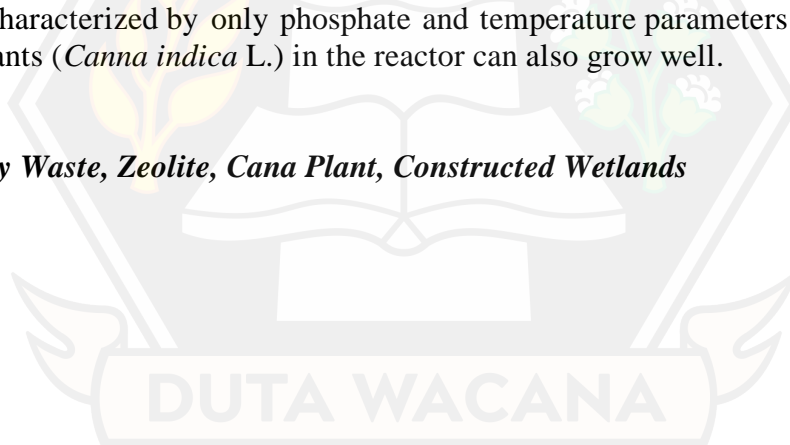 haracterized by only phosphate and temperature parameters
ants (Canna indica L.) in the reactor can also grow well.
y Waste, Zeolite, Cana Plant, Constructed Wetlands
DUTA WACANA